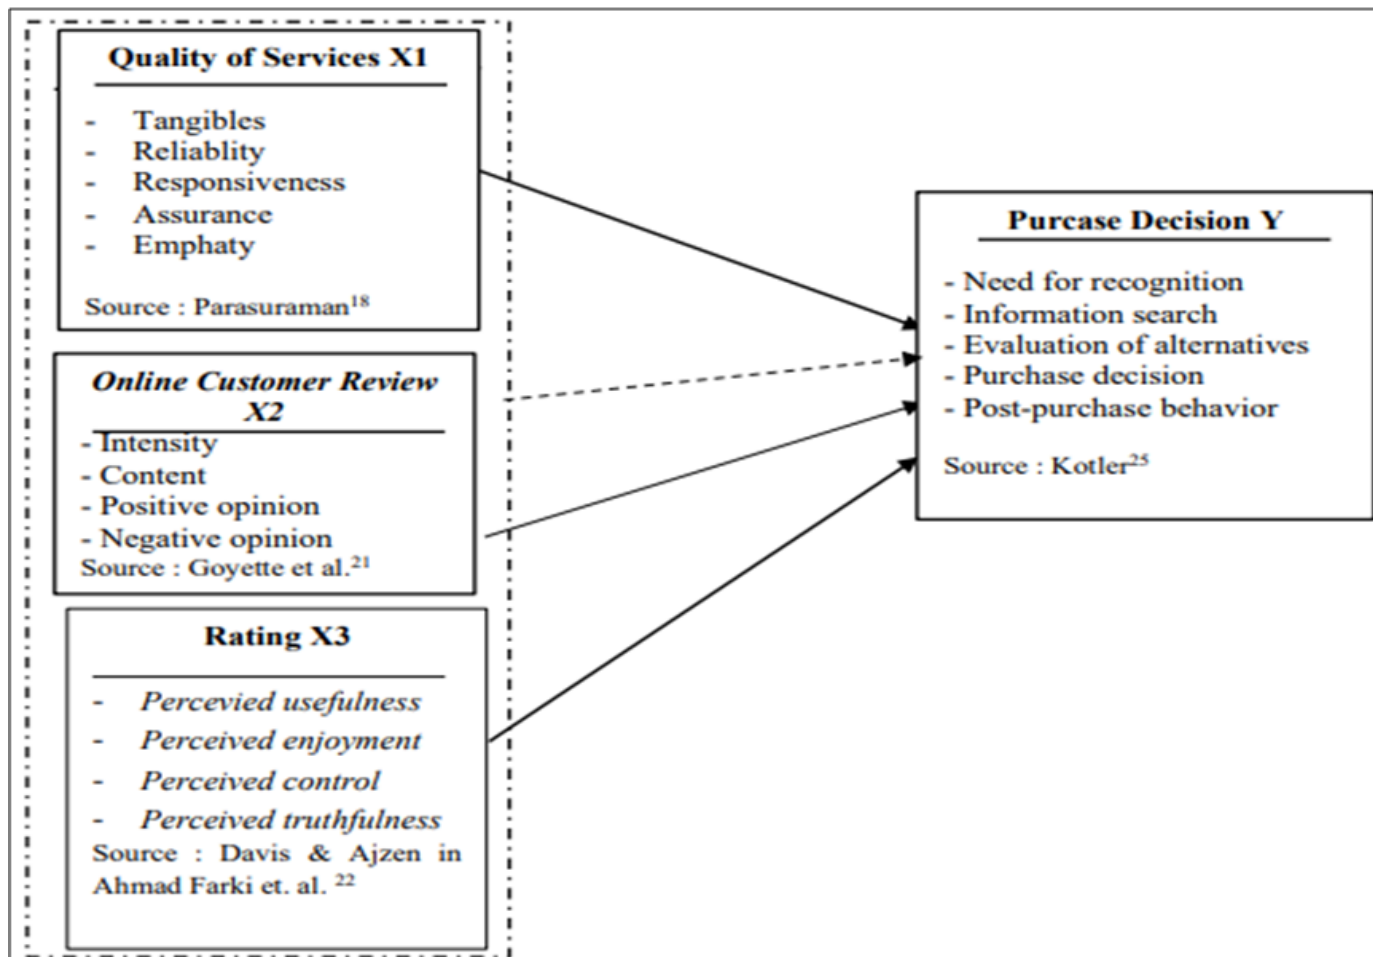 Quality of Services X1
- Tangibles
- Reliablity
- Responsiveness
- Assurance
- Emphaty
Source : Parasuraman18
Online Customer Review
X2
- Intensity
- Content
- Positive opinion
- Negative opinion
Source : Goyette et al.21
Rating X3
- Percevied usefulness
- Perceived enjoyment
- Perceived control
- Perceived truthfulness
Source : Davis & Ajzen in
Ahmad Farki et. al. 22
Purcase Decision Y
- Need for recognition
- Information search
- Evaluation of alternatives
- Purchase decision
- Post-purchase behavior
Source : Kotler25